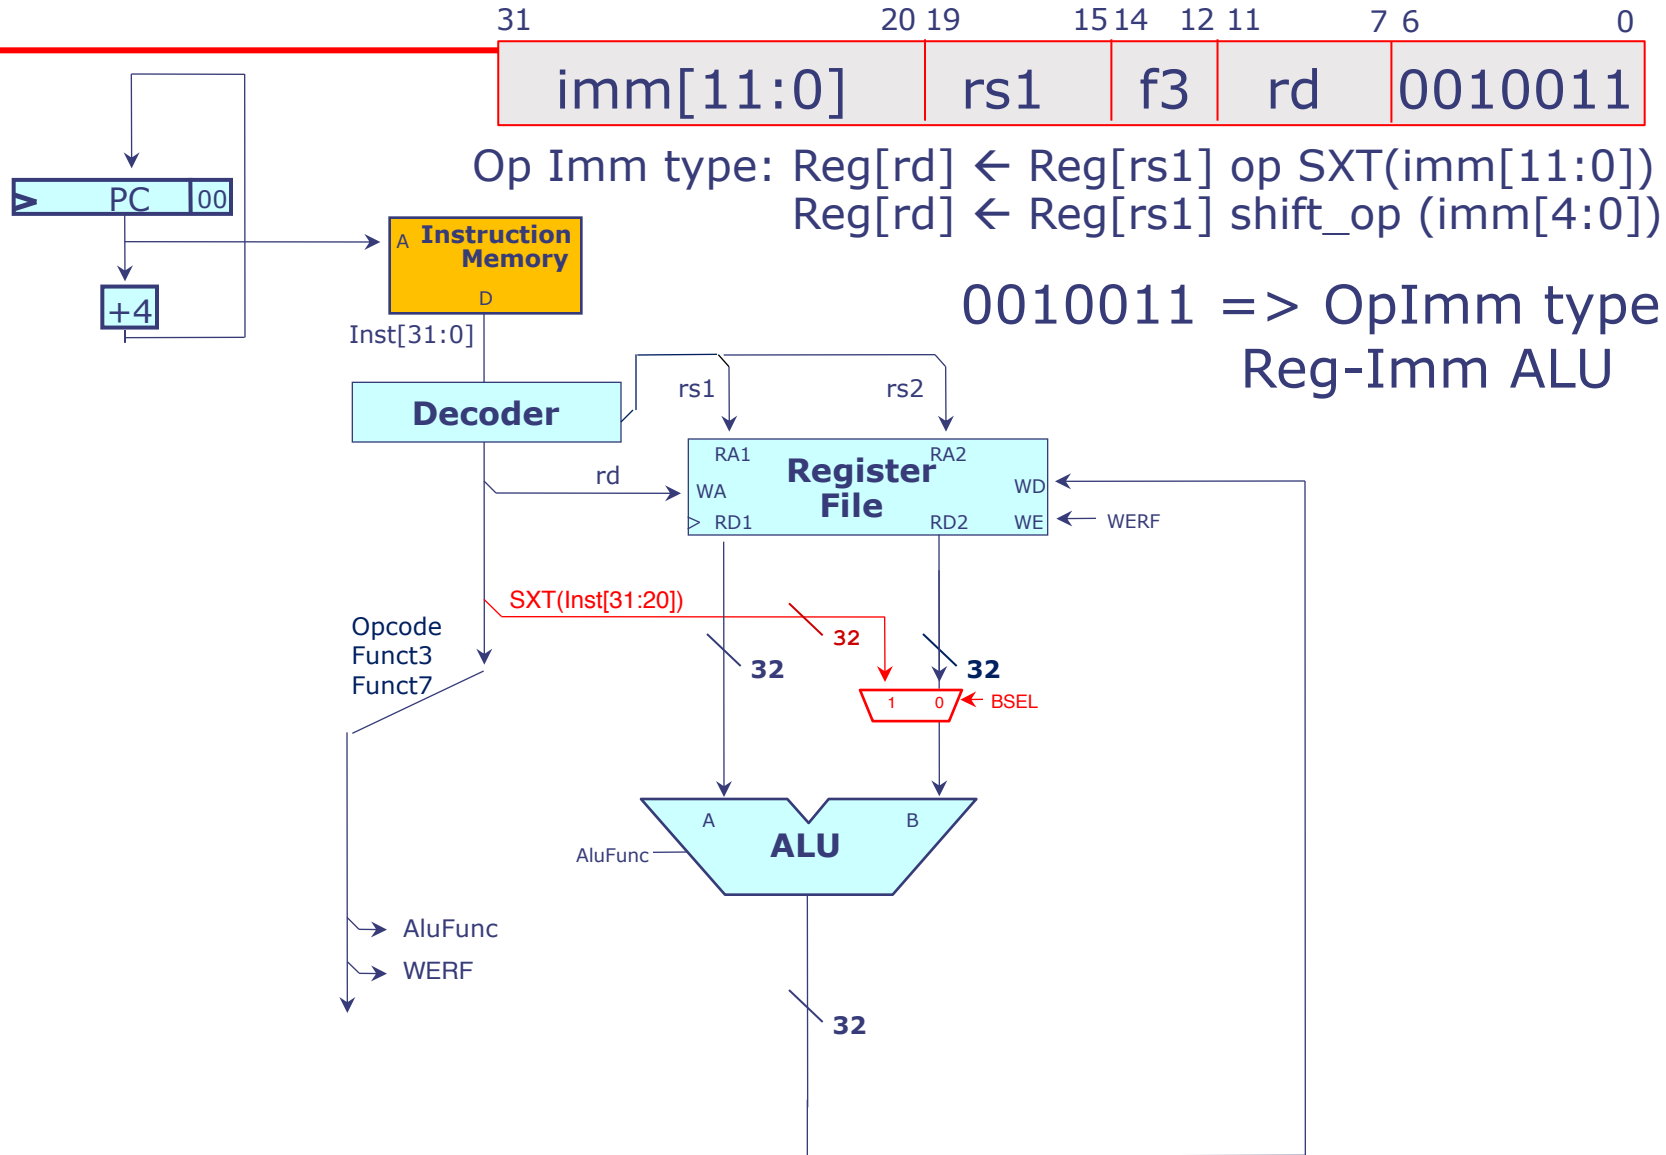 31 20 19 15 14 12 11 7 6 0
imm[11:0] rs1 f3 rd 0010011
Op Imm type: Reg[rd] ← Reg[rs1] op SXT(imm[11:0])
Reg[rd] ← Reg[rs1] shift_op (imm[4:0])
PC 00
+4
A Instruction
Memory
D
Inst[31:0]
0010011 => OpImm type
Reg-Imm ALU
Decoder
rs1 rs2
rd
RA1 RA2
Register
File
WA WD
RD1 RD2 WE
WERF
SXT(Inst[31:20])
32
32
32
Opcode
Funct3
Funct7
1 0
BSEL
A B
ALU
AluFunc
AluFunc
WERF
32